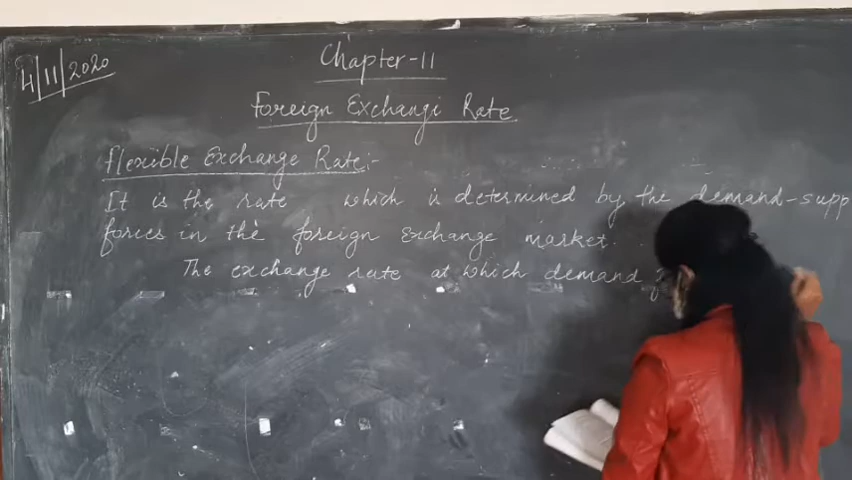 4/11/2020
Chapter-11
Foreign Exchange Rate
flexible Exchange Rate:-
It is the rate which is determined by the demand-supp
forces in the foreign Exchange market.
The exchange rate at which demand